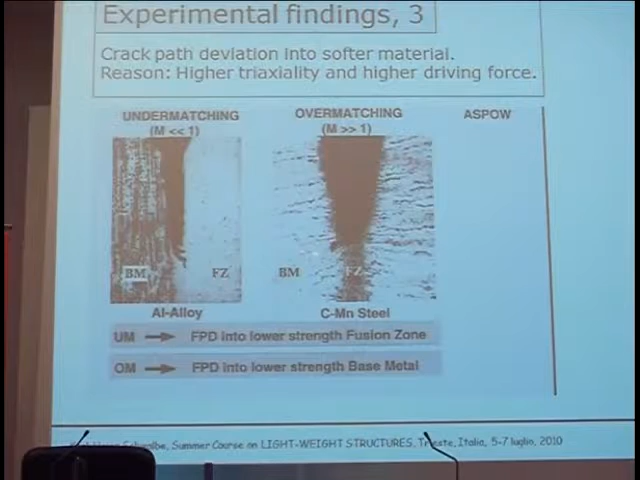 Experimental findings, 3
Crack path deviation into softer material.
Reason: Higher triaxiality and higher driving force.
UNDERMATCHING
(M << 1)
OVERMATCHING
(M >> 1)
ASPOW
BM
FZ
BM
FZ
Al-Alloy
C-Mn Steel
UM FPD into lower strength Fusion Zone
OM FPD into lower strength Base Metal
Schwalbe, Summer Course on LIGHT-WEIGHT STRUCTURES, Trieste, Italia, 5-7 luglio, 2010